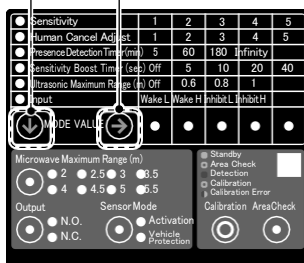 Sensitivity 1 2 3 4 5
Human Cancel Adjust 1 2 3 4 5
Presence Detection Timer (min) 5 60 180 Infinity
Sensitivity Boost Timer (sec) Off 5 10 20 40
Ultrasonic Maximum Range (m) Off 0.6 0.8 1
Input Wake L Wake H Inhibit L Inhibit H
MODE VALUE
Microwave Maximum Range (m)
2 2.5 3 3.5
4 4.5 5 5.5
Output
N.O.
N.C.
Sensor Mode
Activation
Vehicle
Protection
Standby
Area Check
Detection
Calibration
Calibration Error
Calibration AreaCheck